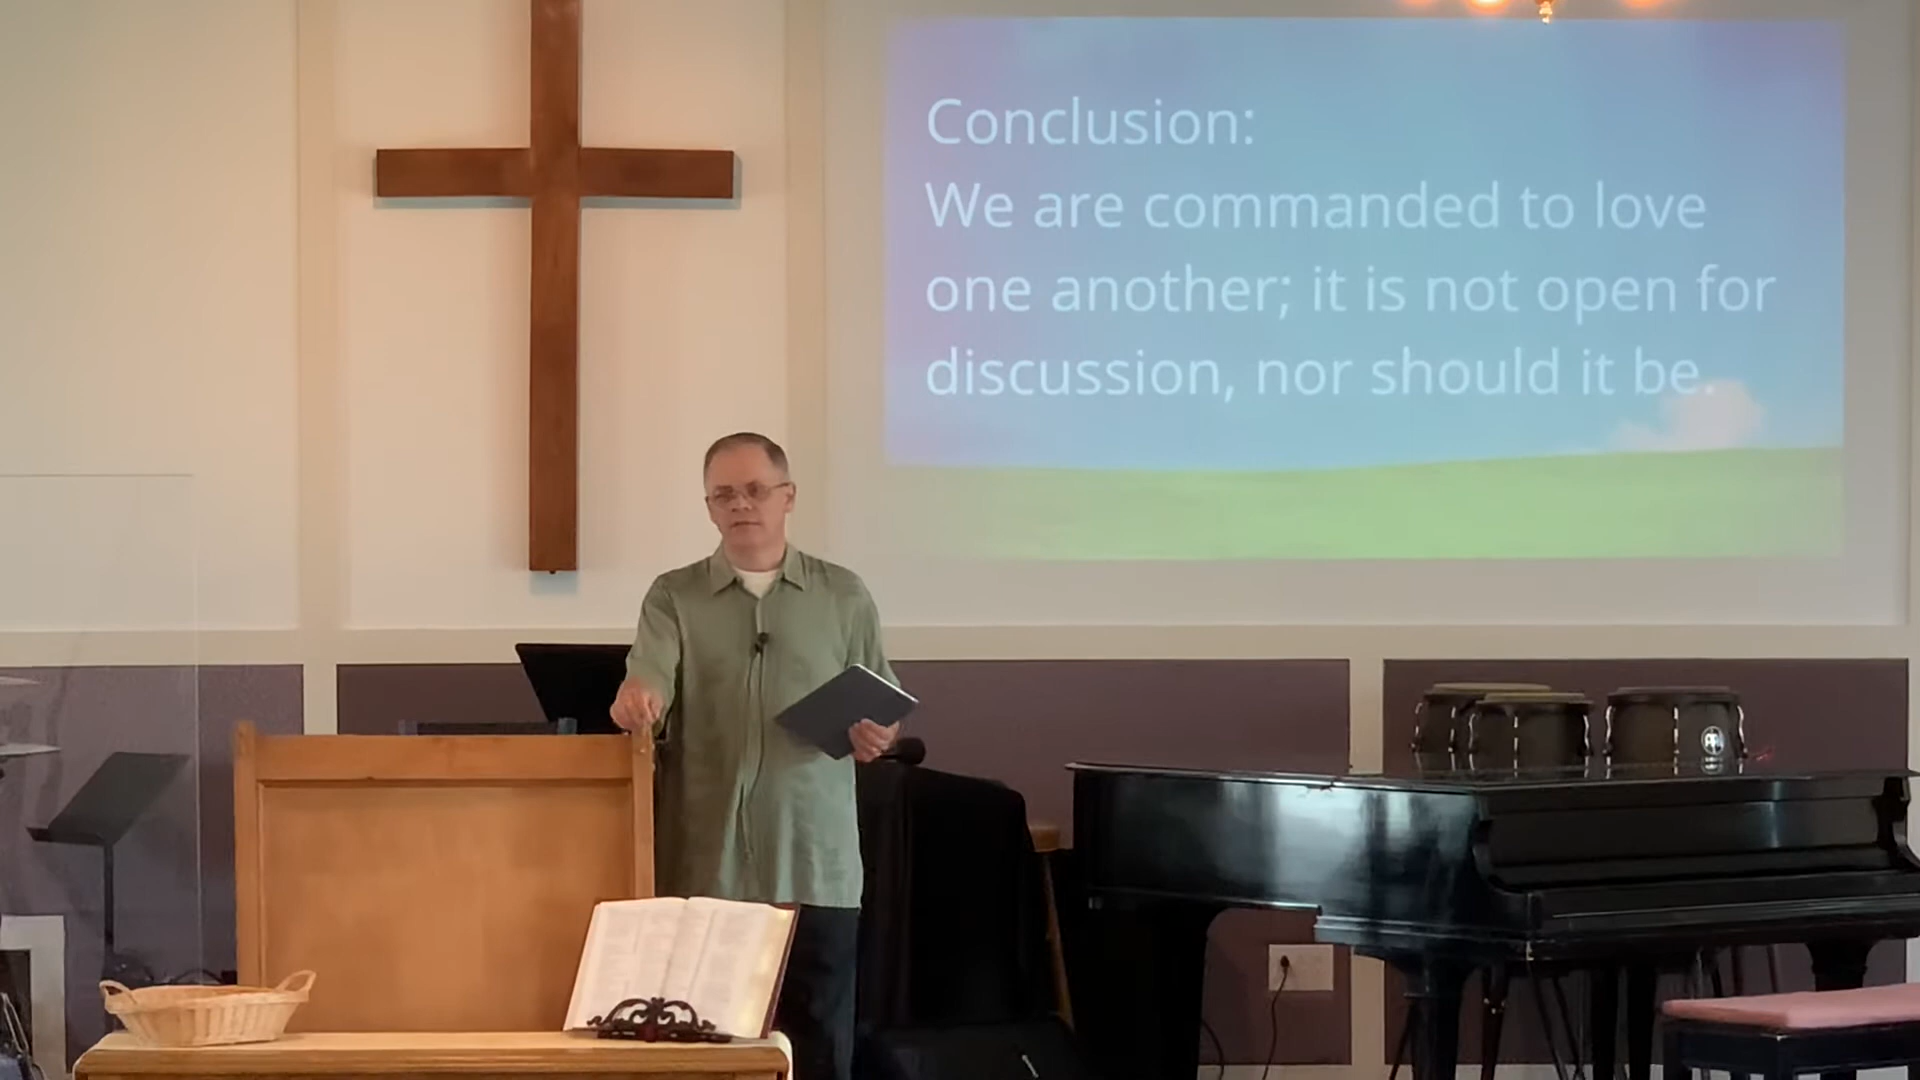 Conclusion:
We are commanded to love
one another; it is not open for
discussion, nor should it be.